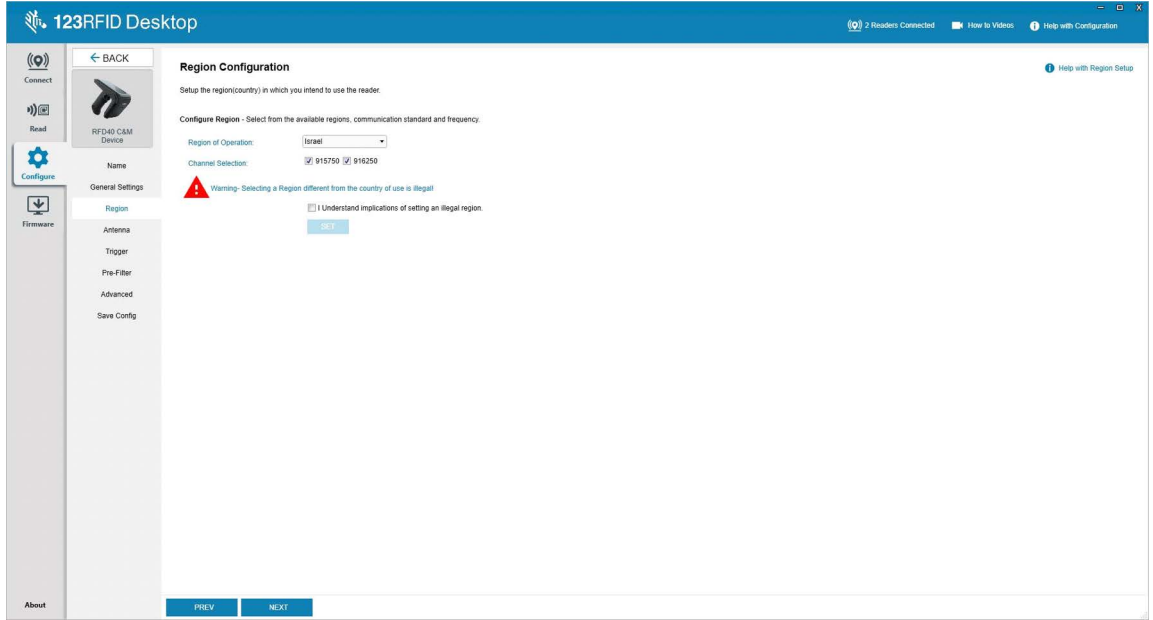 123RFID Desktop
2 Readers Connected
How to Videos
Help with Configuration
Connect
Read
Configure
Firmware
About
BACK
RFD40 C&M
Device
Name
General Settings
Region
Antenna
Trigger
Pre-Filter
Advanced
Save Config
Region Configuration
Help with Region Setup
Setup the region(country) in which you intend to use the reader.
Configure Region - Select from the available regions, communication standard and frequency.
Region of Operation: Israel
Channel Selection: 915750 916250
Warning- Selecting a Region different from the country of use is illegal!
I Understand implications of setting an illegal region.
SET
PREV NEXT